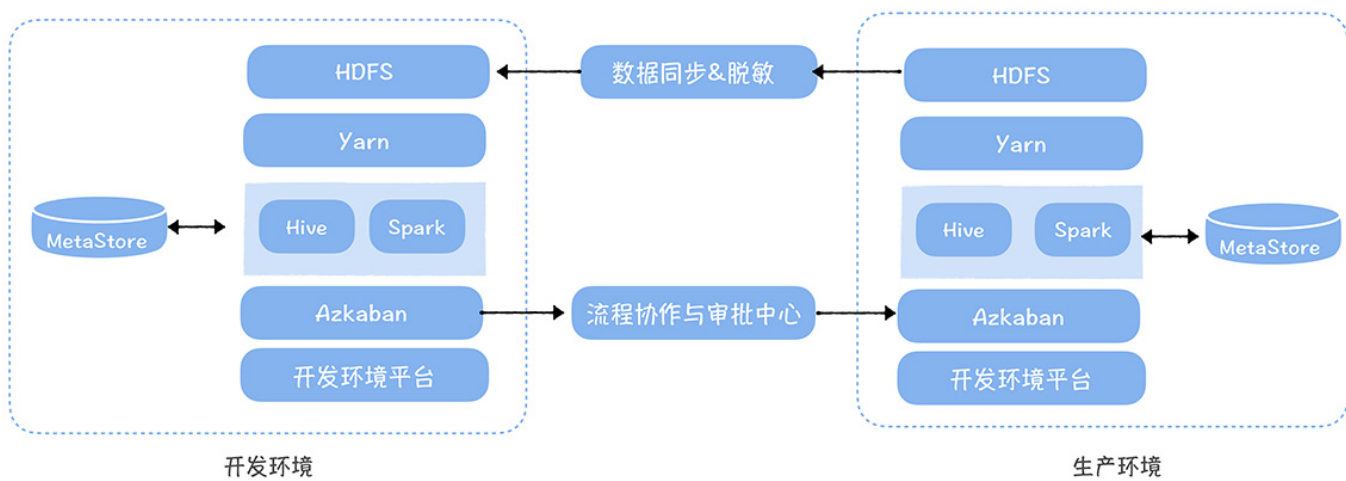 HDFS
数据同步&脱敏
HDFS
Yarn
Yarn
MetaStore
Hive
Spark
Hive
Spark
MetaStore
Azkaban
流程协作与审批中心
Azkaban
开发环境平台
开发环境平台
开发环境
生产环境